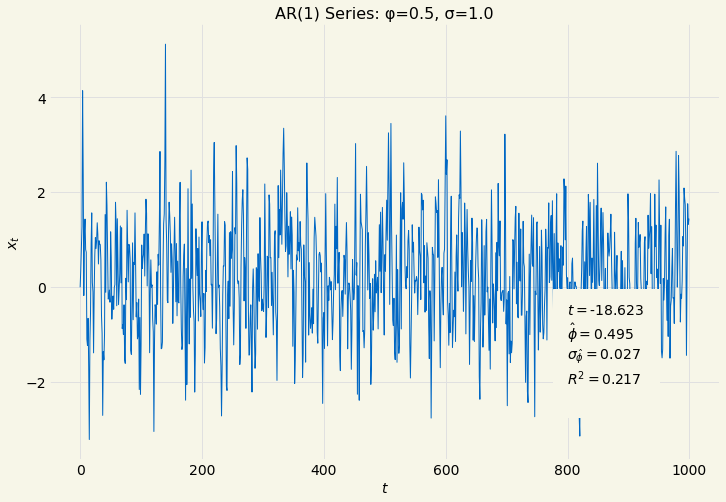 AR(1) Series: φ=0.5, σ=1.0
4
2
0
−2
x_t
t = -18.623
ϕ̂ = 0.495
σ_ϕ̂ = 0.027
R² = 0.217
0 200 400 600 800 1000
t